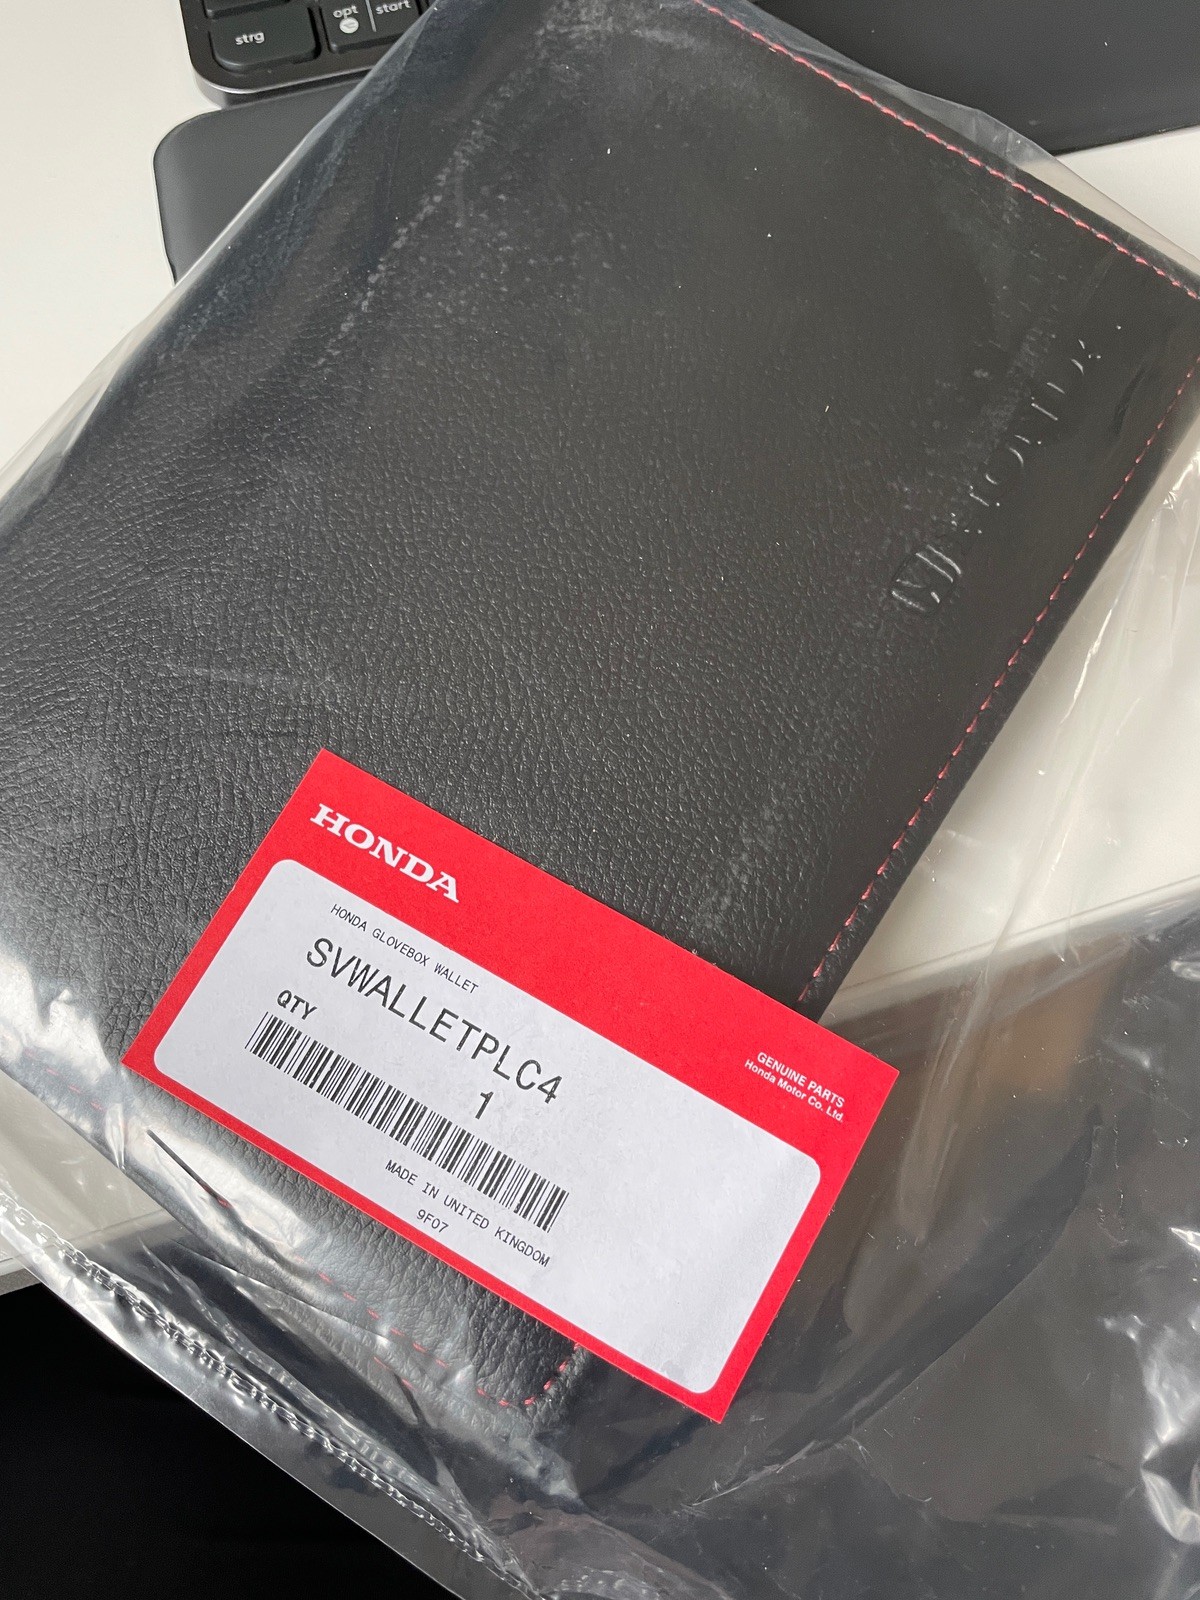 strg
opt
start
HONDA
HONDA
HONDA GLOVEBOX WALLET
SVWALLETPLC4
QTY 1
MADE IN UNITED KINGDOM
9F07
GENUINE PARTS
Honda Motor Co. Ltd.